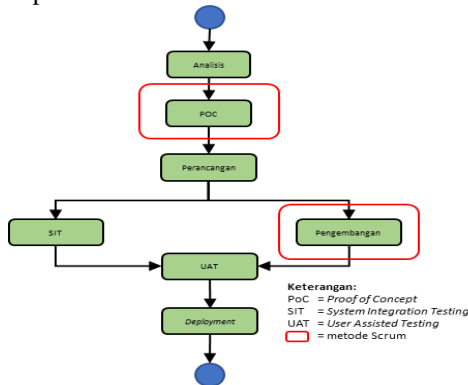 Analisis
POC
Perancangan
SIT
Pengembangan
UAT
Keterangan:
PoC = Proof of Concept
SIT = System Integration Testing
UAT = User Assisted Testing
= metode Scrum
Deployment